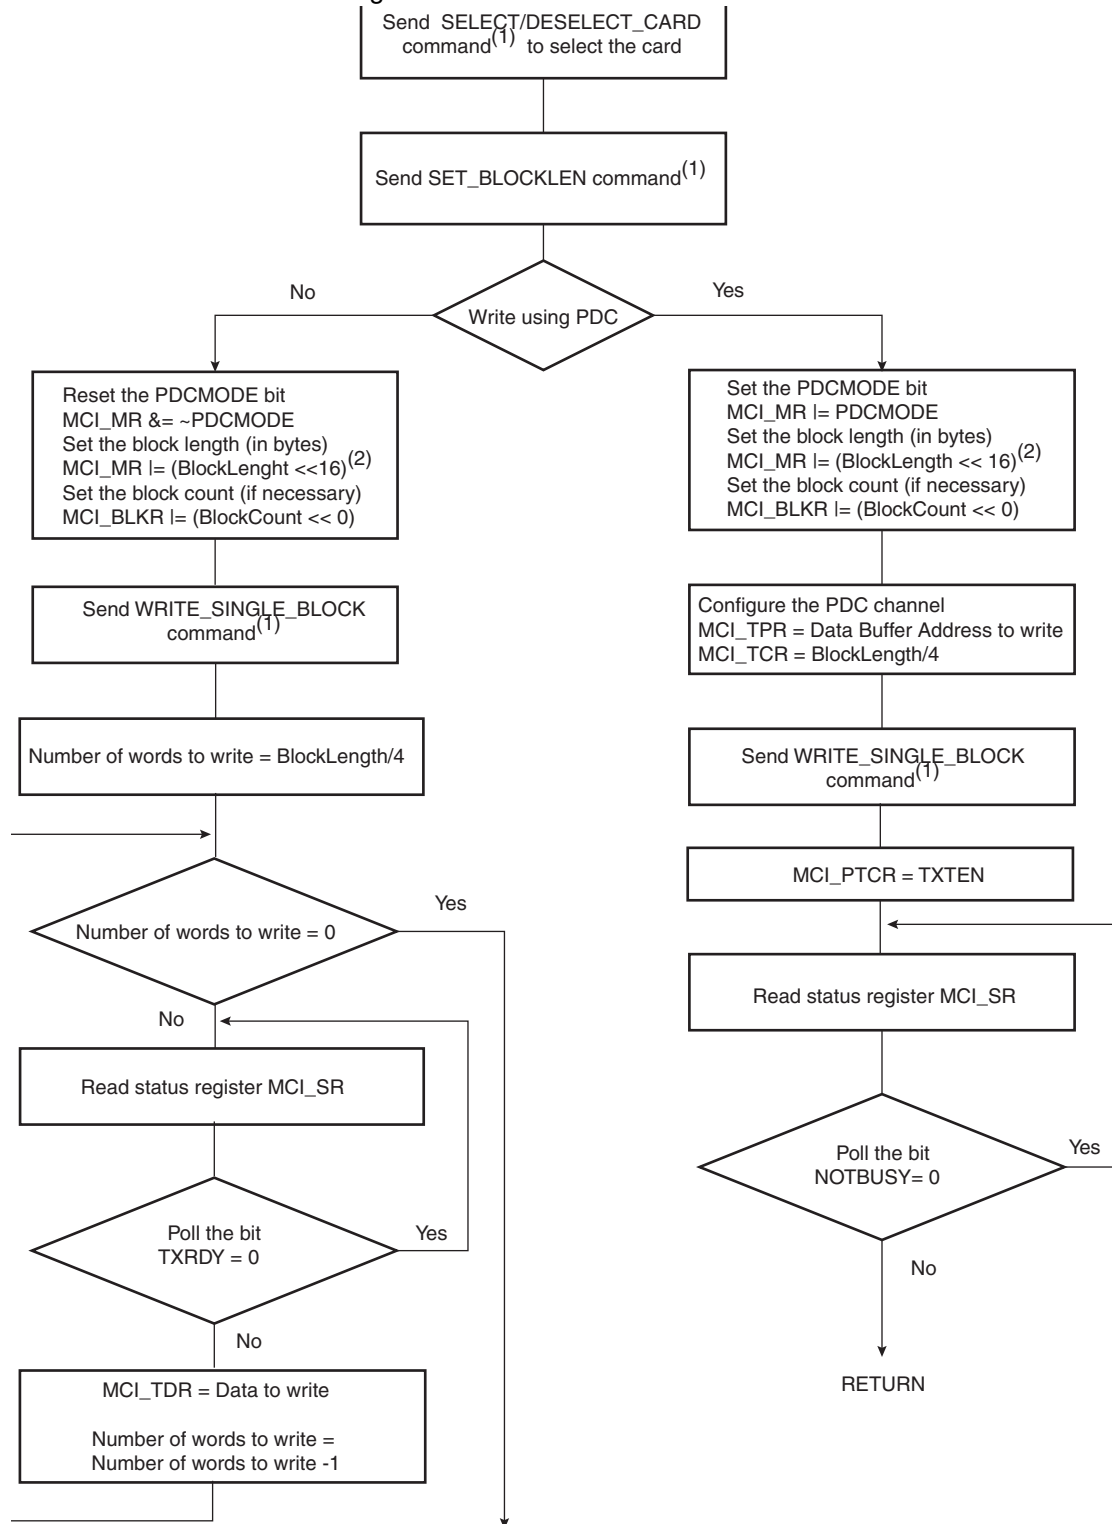 Send SELECT/DESELECT_CARD
command(1) to select the card
Send SET_BLOCKLEN command(1)
Write using PDC
No
Yes
Reset the PDCMODE bit
MCI_MR &= ~PDCMODE
Set the block length (in bytes)
MCI_MR |= (BlockLenght <<16)(2)
Set the block count (if necessary)
MCI_BLKR |= (BlockCount << 0)
Send WRITE_SINGLE_BLOCK
command(1)
Number of words to write = BlockLength/4
Number of words to write = 0
Yes
No
Read status register MCI_SR
Poll the bit
TXRDY = 0
Yes
No
MCI_TDR = Data to write
Number of words to write =
Number of words to write -1
Set the PDCMODE bit
MCI_MR |= PDCMODE
Set the block length (in bytes)
MCI_MR |= (BlockLength << 16)(2)
Set the block count (if necessary)
MCI_BLKR |= (BlockCount << 0)
Configure the PDC channel
MCI_TPR = Data Buffer Address to write
MCI_TCR = BlockLength/4
Send WRITE_SINGLE_BLOCK
command(1)
MCI_PTCR = TXTEN
Read status register MCI_SR
Poll the bit
NOTBUSY= 0
Yes
No
RETURN